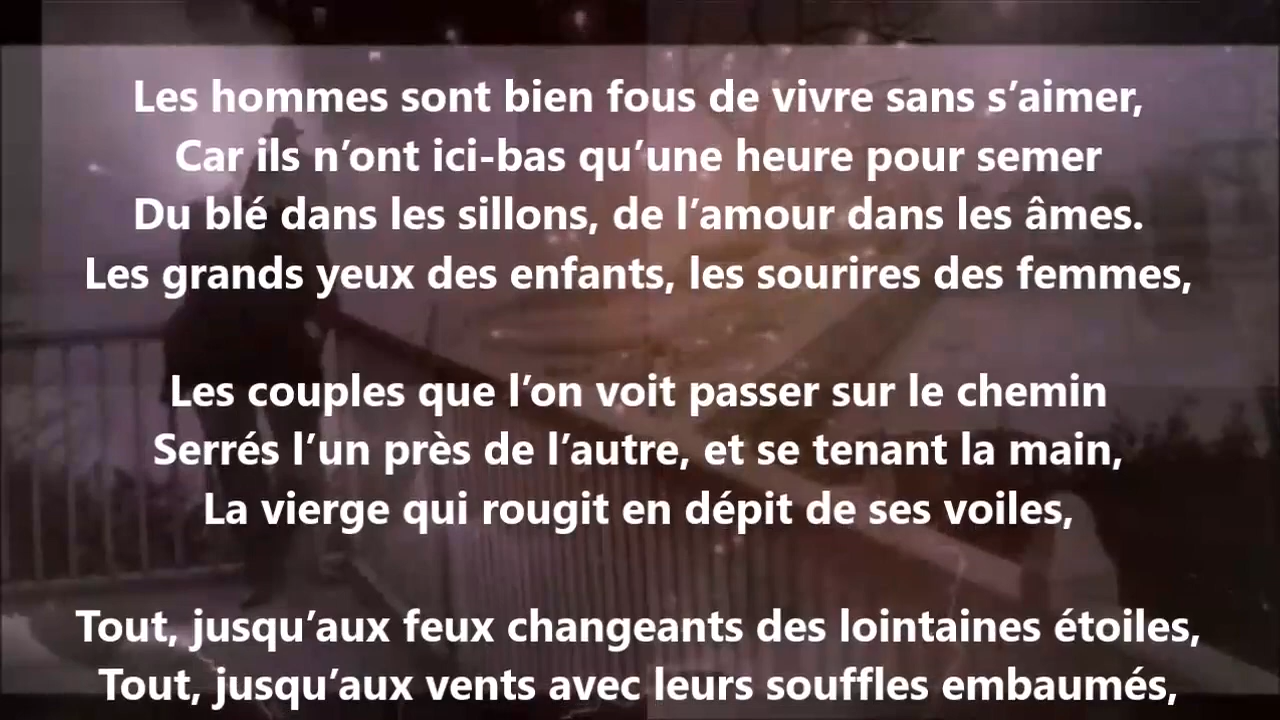 Les hommes sont bien fous de vivre sans s’aimer,
Car ils n’ont ici-bas qu’une heure pour semer
Du blé dans les sillons, de l’amour dans les âmes.
Les grands yeux des enfants, les sourires des femmes,
Les couples que l’on voit passer sur le chemin
Serrés l’un près de l’autre, et se tenant la main,
La vierge qui rougit en dépit de ses voiles,
Tout, jusqu’aux feux changeants des lointaines étoiles,
Tout, jusqu’aux vents avec leurs souffles embaumés,